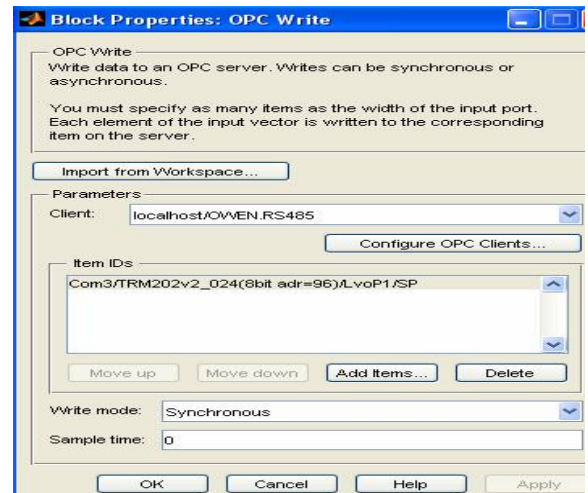 Block Properties: OPC Write
OPC Write
Write data to an OPC server. Writes can be synchronous or
asynchronous.
You must specify as many items as the width of the input port.
Each element of the input vector is written to the corresponding
item on the server.
Import from Workspace...
Parameters
Client: localhost/OWEN.RS485
Configure OPC Clients...
Item IDs
Com3/TRM202v2_024(8bit adr=96)/LvoP1/SP
Move up Move down Add Items... Delete
Write mode: Synchronous
Sample time: 0
OK Cancel Help Apply